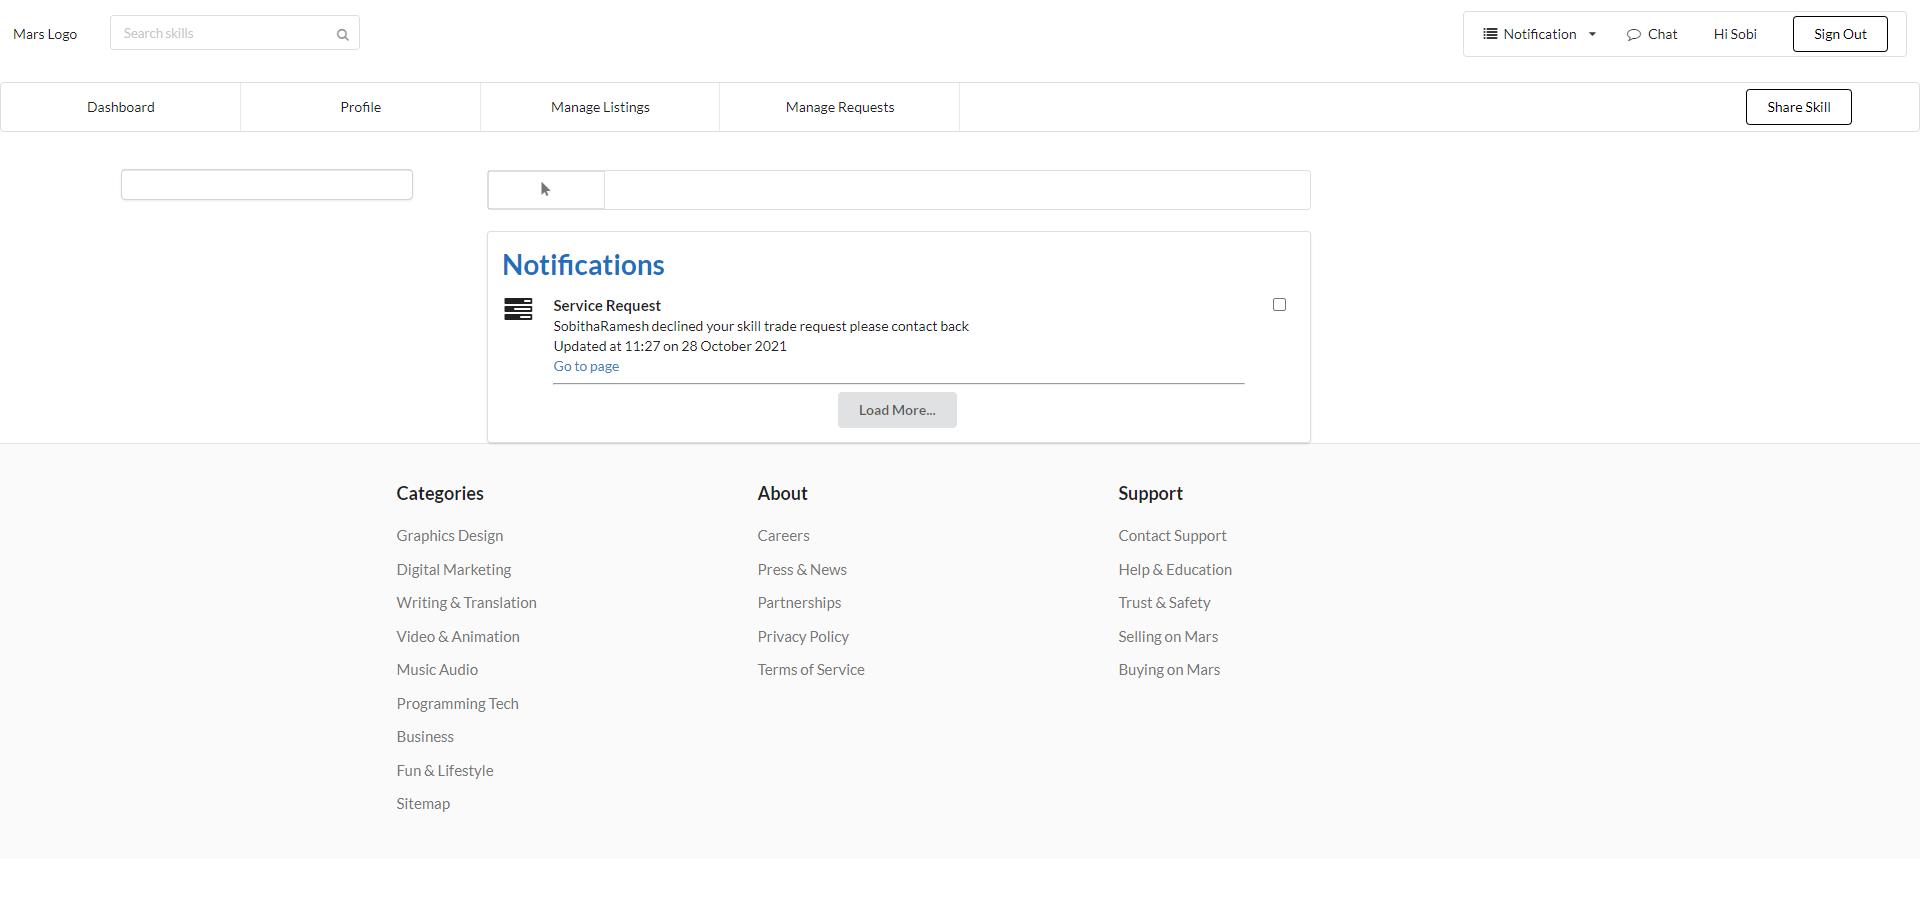 Mars Logo
Search skills
Notification
Chat
Hi Sobi
Sign Out
Dashboard
Profile
Manage Listings
Manage Requests
Share Skill
Notifications
Service Request
SobithaRamesh declined your skill trade request please contact back
Updated at 11:27 on 28 October 2021
Go to page
Load More...
Categories
Graphics Design
Digital Marketing
Writing & Translation
Video & Animation
Music Audio
Programming Tech
Business
Fun & Lifestyle
Sitemap
About
Careers
Press & News
Partnerships
Privacy Policy
Terms of Service
Support
Contact Support
Help & Education
Trust & Safety
Selling on Mars
Buying on Mars